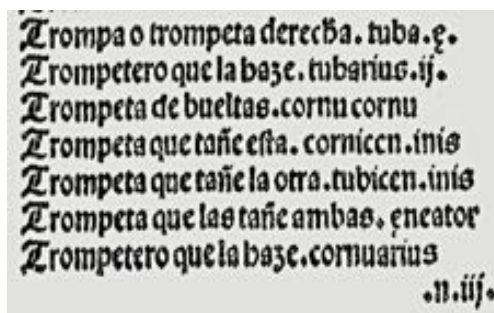 Trompa o trompeta derecha. tuba. ę.
Trompetero que la haze. tubarius. ij.
Trompeta de bueltas. cornu cornu
Trompeta que tañe esta. cornicen. inis
Trompeta que tañe la otra. tubicen. inis
Trompeta que las tañe ambas. ęneator
Trompetero que la haze. cornuarius
.n. iij.